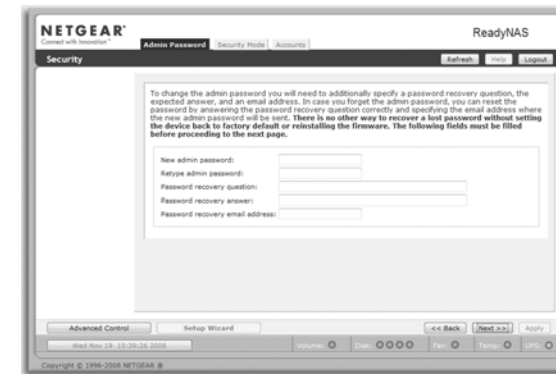 NETGEAR®
Connect with Innovation™
ReadyNAS
Admin Password
Security Mode
Accounts
Security
Refresh
Help
Logout
To change the admin password you will need to additionally specify a password recovery question, the
expected answer, and an email address. In case you forget the admin password, you can reset the
password by answering the password recovery question correctly and specifying the email address where
the new admin password will be sent. There is no other way to recover a lost password without setting
the device back to factory default or reinstalling the firmware. The following fields must be filled
before proceeding to the next page.
New admin password:
Retype admin password:
Password recovery question:
Password recovery answer:
Password recovery email address:
Advanced Control
Setup Wizard
<< Back
Next >>
Apply
Wed Nov 19 15:39:26 2008
Volume:
Disk:
Fan:
Temp:
UPS:
Copyright © 1996-2008 NETGEAR ®